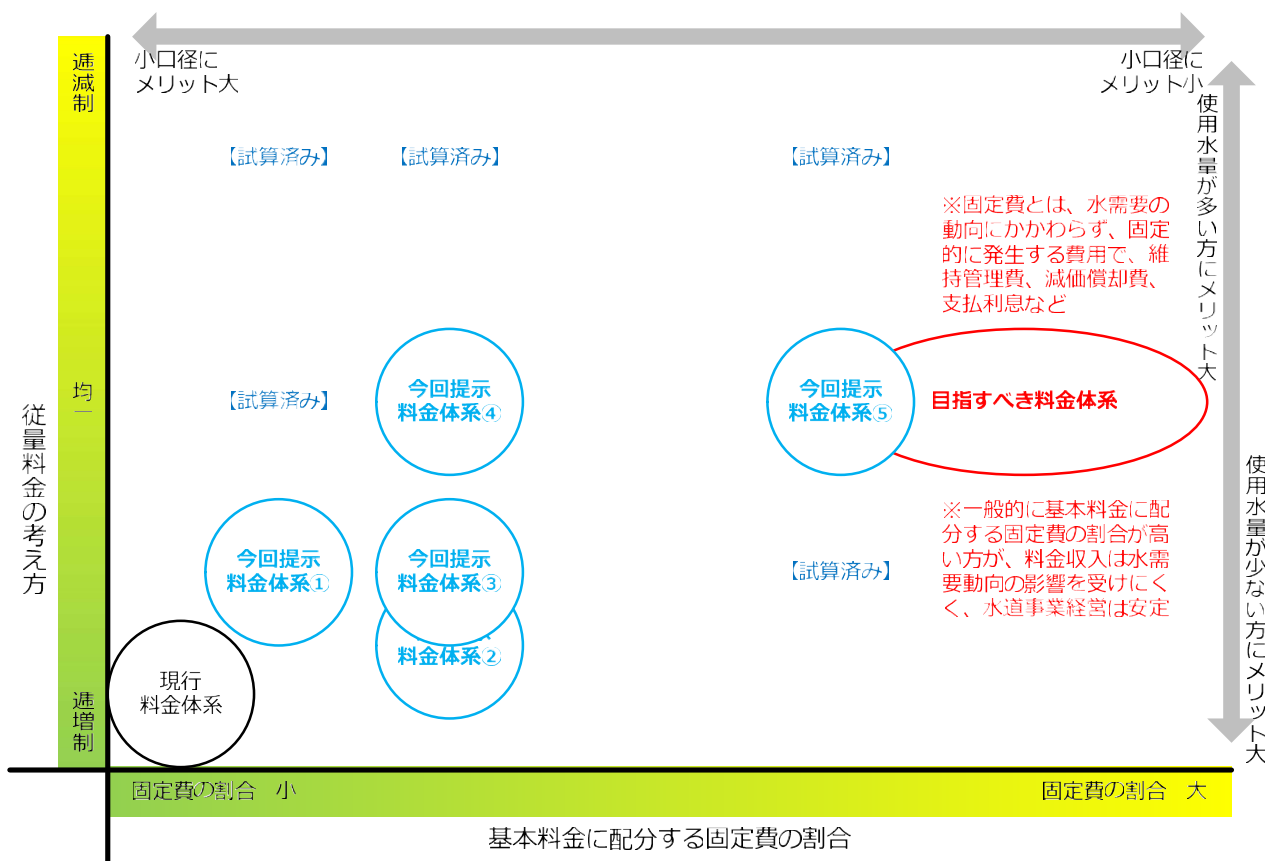 小口径に
メリット大
小口径に
メリット小
逓減制
均一
逓増制
従量料金の考え方
使用水量が多い方にメリット大
使用水量が少ない方にメリット大
【試算済み】
【試算済み】
【試算済み】
※固定費とは、水需要の
動向にかかわらず、固定
的に発生する費用で、維
持管理費、減価償却費、
支払利息など
【試算済み】
今回提示
料金体系④
今回提示
料金体系⑤
目指すべき料金体系
今回提示
料金体系①
今回提示
料金体系③
料金体系②
【試算済み】
※一般的に基本料金に配
分する固定費の割合が高
い方が、料金収入は水需
要動向の影響を受けにく
く、水道事業経営は安定
現行
料金体系
固定費の割合　小
固定費の割合　大
基本料金に配分する固定費の割合